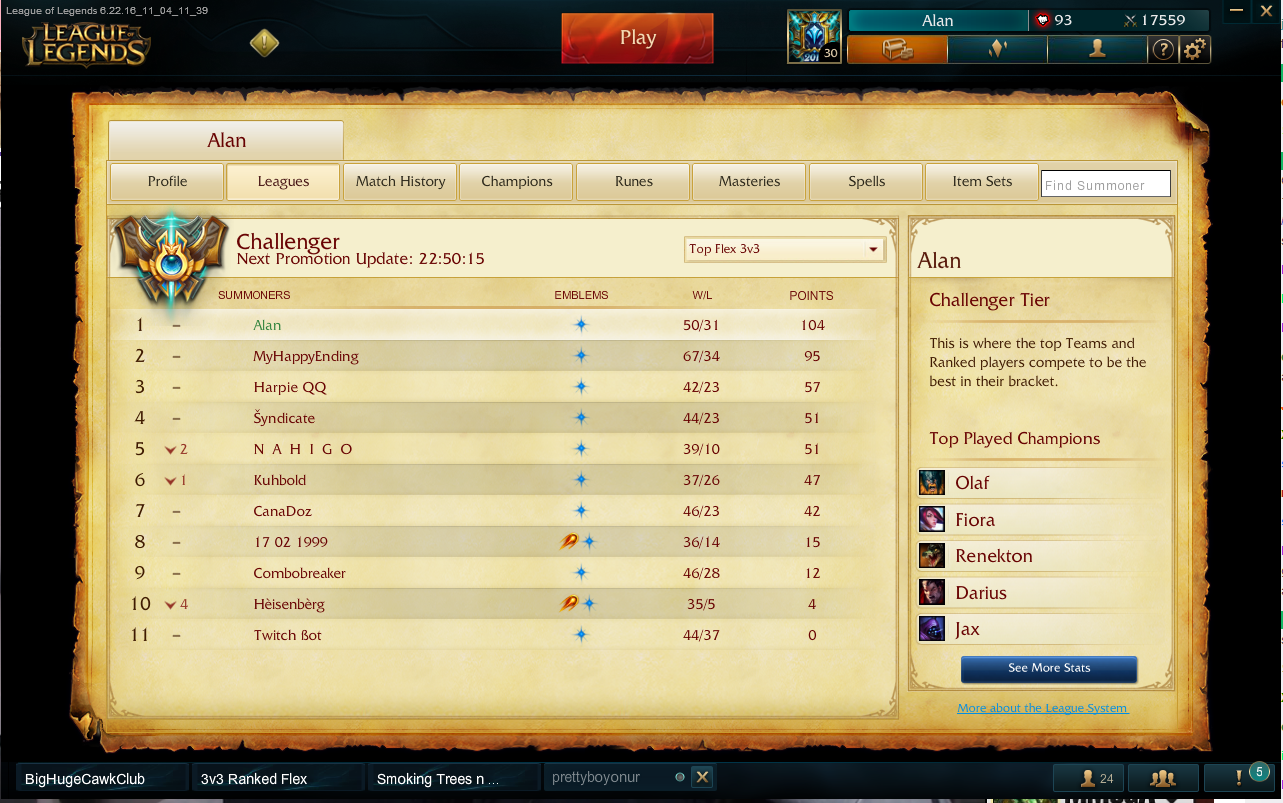 League of Legends 6.22.16_11_04_11_39
LEAGUE OF LEGENDS
Play
30
Alan
93
17559
?
Alan
Profile
Leagues
Match History
Champions
Runes
Masteries
Spells
Item Sets
Find Summoner
Challenger
Next Promotion Update: 22:50:15
Top Flex 3v3
SUMMONERS EMBLEMS W/L POINTS
1 – Alan 50/31 104
2 – MyHappyEnding 67/34 95
3 – Harpie QQ 42/23 57
4 – Šyndicate 44/23 51
5 2 N A H I G O 39/10 51
6 1 Kuhbold 37/26 47
7 – CanaDoz 46/23 42
8 – 17 02 1999 36/14 15
9 – Combobreaker 46/28 12
10 4 Hèisenbèrg 35/5 4
11 – Twitch ßot 44/37 0
Alan
Challenger Tier
This is where the top Teams and
Ranked players compete to be the
best in their bracket.
Top Played Champions
Olaf
Fiora
Renekton
Darius
Jax
See More Stats
More about the League System
BigHugeCawkClub
3v3 Ranked Flex
Smoking Trees n ...
prettyboyonur
24
!
5